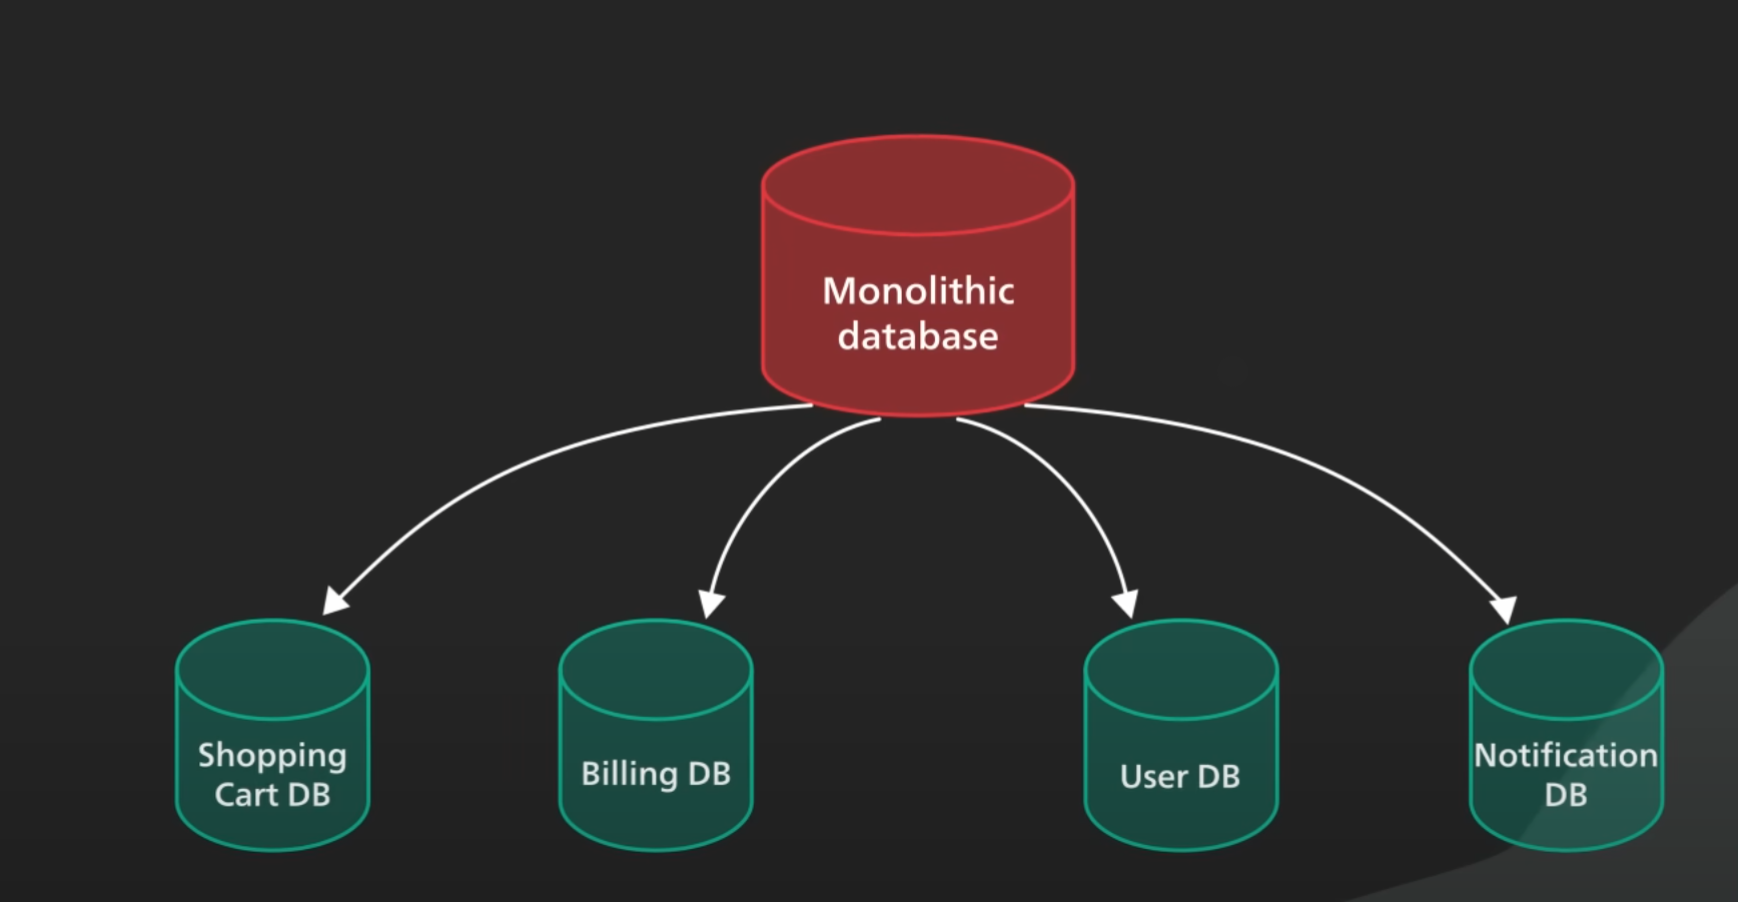 Monolithic
database
Shopping
Cart DB
Billing DB
User DB
Notification
DB